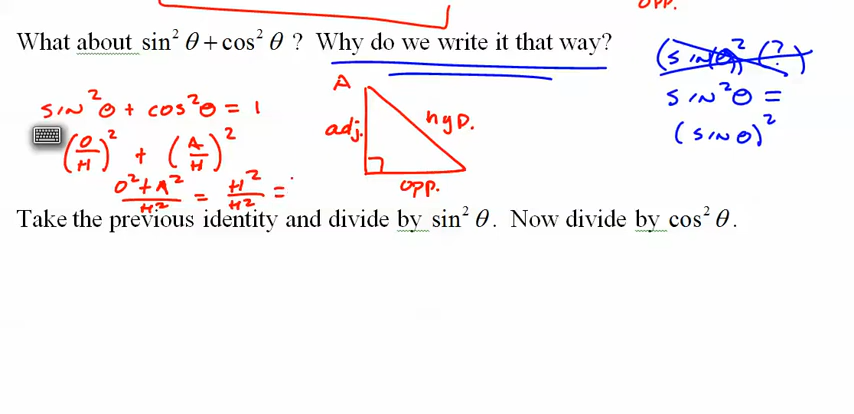 OPP.
What about sin² θ + cos² θ ? Why do we write it that way?
(sin θ)² (?)
sin²θ =
(sin θ)²
A
sin²θ + cos²θ = 1
adj.
hyp.
(O/H)² + (A/H)²
opp.
O²+A²/H² = H²/H² =
Take the previous identity and divide by sin² θ. Now divide by cos² θ.